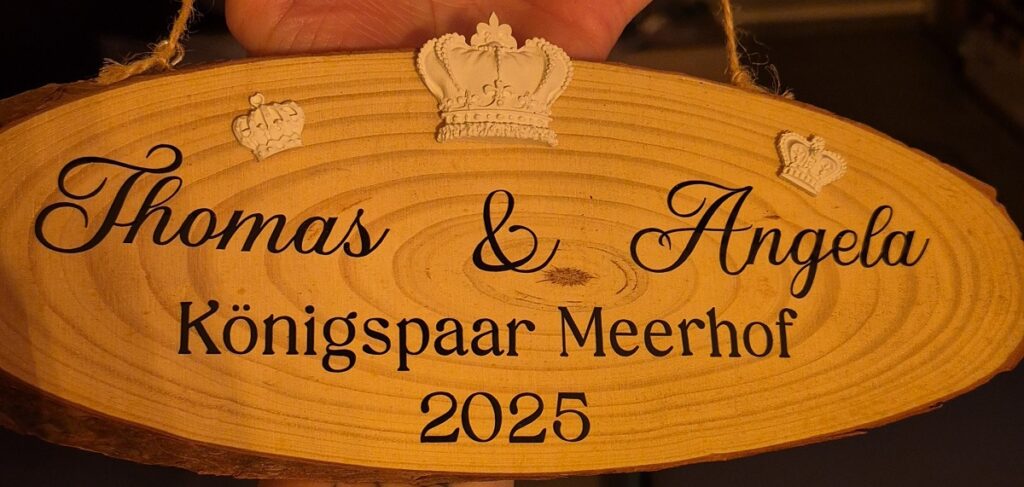 Thomas & Angela
Königspaar Meerhof
2025